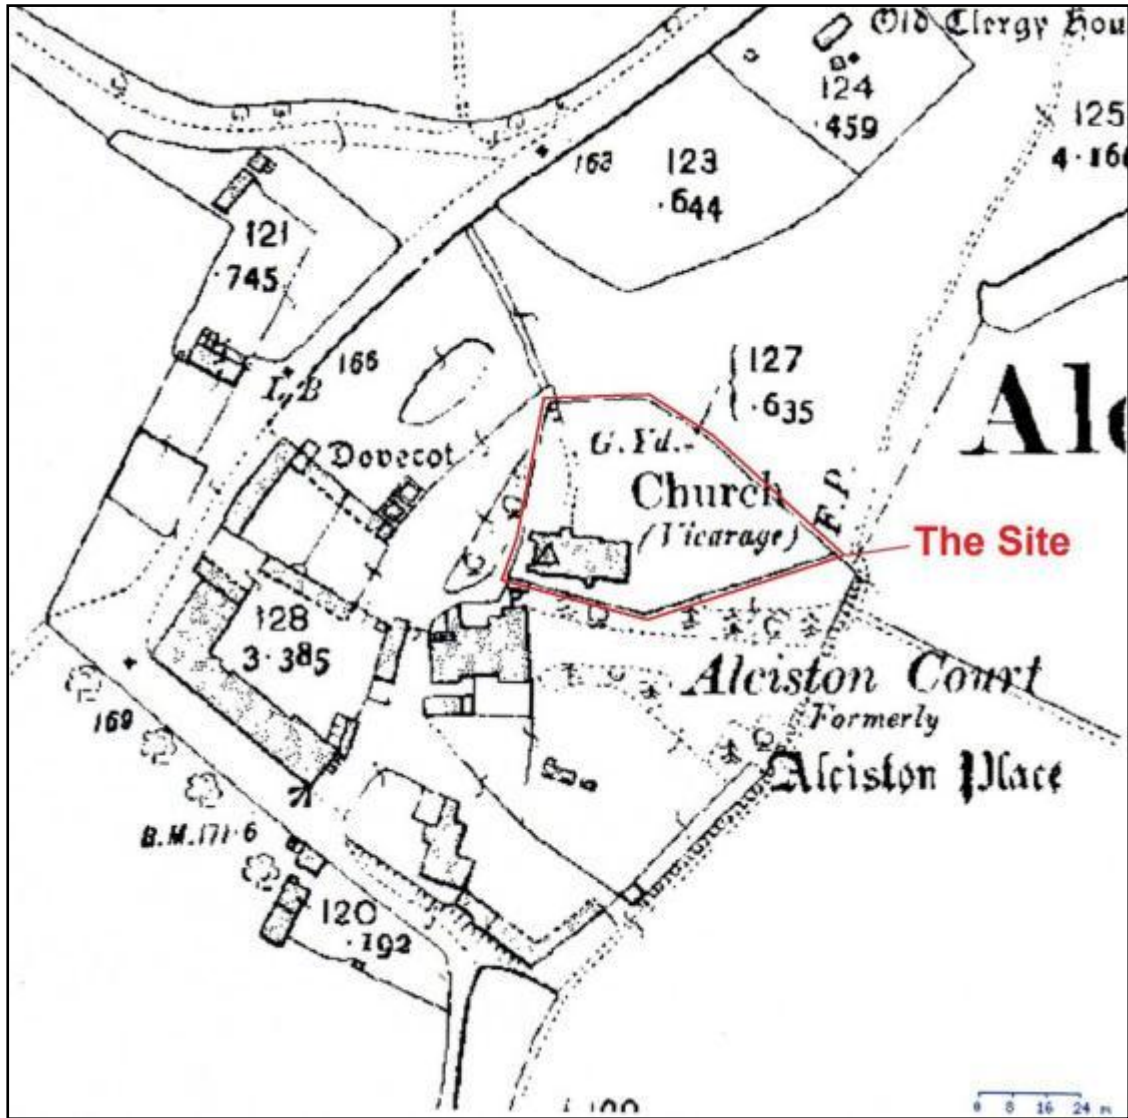 Old Clergy Hou
124
.459
125
4.166
163
123
.644
121
.745
166
L.B
127
.635
Dovecot
G. Yd.
Church
(Vicarage)
F.P.
Alc
The Site
128
3.385
Alciston Court
Formerly
Alciston Place
169
B.M.171.6
120
.192
0 8 16 24 m